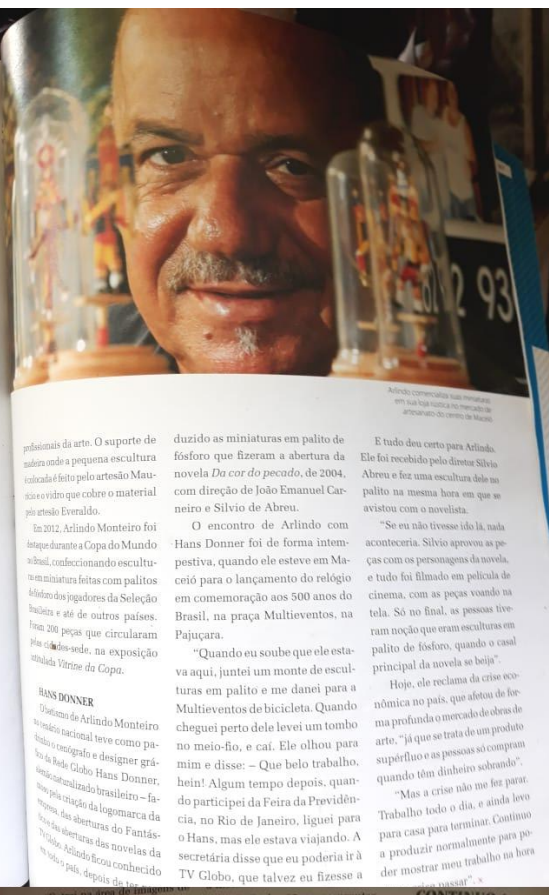 92 93
Arlindo comercializa suas miniaturas
em sua loja rústica no mercado de
artesanato do centro de Maceió
profissionais da arte. O suporte de
madeira onde a pequena escultura
é colocada é feito pelo artesão Mau-
rício e o vidro que cobre o material
pelo artesão Everaldo.
Em 2012, Arlindo Monteiro foi
destaque durante a Copa do Mundo
no Brasil, confeccionando escultu-
ras em miniatura feitas com palitos
de fósforo dos jogadores da Seleção
Brasileira e até de outros países.
Foram 200 peças que circularam
pelas cidades-sede, na exposição
intitulada Vitrine da Copa.
HANS DONNER
O batismo de Arlindo Monteiro
no cenário nacional teve como pa-
drinho o cenógrafo e designer grá-
fico da Rede Globo Hans Donner,
alemão naturalizado brasileiro – fa-
moso pela criação da logomarca da
empresa, das aberturas do Fantás-
tico e das aberturas das novelas da
TV Globo. Arlindo ficou conhecido
em todo o país, depois de ter
duzido as miniaturas em palito de
fósforo que fizeram a abertura da
novela Da cor do pecado, de 2004,
com direção de João Emanuel Car-
neiro e Silvio de Abreu.
O encontro de Arlindo com
Hans Donner foi de forma intem-
pestiva, quando ele esteve em Ma-
ceió para o lançamento do relógio
em comemoração aos 500 anos do
Brasil, na praça Multieventos, na
Pajuçara.
“Quando eu soube que ele esta-
va aqui, juntei um monte de escul-
turas em palito e me danei para a
Multieventos de bicicleta. Quando
cheguei perto dele levei um tombo
no meio-fio, e caí. Ele olhou para
mim e disse: – Que belo trabalho,
hein! Algum tempo depois, quan-
do participei da Feira da Previdên-
cia, no Rio de Janeiro, liguei para
o Hans, mas ele estava viajando. A
secretária disse que eu poderia ir à
TV Globo, que talvez eu fizesse a
E tudo deu certo para Arlindo.
Ele foi recebido pelo diretor Silvio
Abreu e fez uma escultura dele no
palito na mesma hora em que se
avistou com o novelista.
“Se eu não tivesse ido lá, nada
aconteceria. Silvio aprovou as pe-
ças com os personagens da novela,
e tudo foi filmado em película de
cinema, com as peças voando na
tela. Só no final, as pessoas tive-
ram noção que eram esculturas em
palito de fósforo, quando o casal
principal da novela se beija”.
Hoje, ele reclama da crise eco-
nômica no país, que afetou de for-
ma profunda o mercado de obras de
arte, “já que se trata de um produto
supérfluo e as pessoas só compram
quando têm dinheiro sobrando”.
“Mas a crise não me fez parar.
Trabalho todo o dia, e ainda levo
para casa para terminar. Continuo
a produzir normalmente para po-
der mostrar meu trabalho na hora
crise passar”.